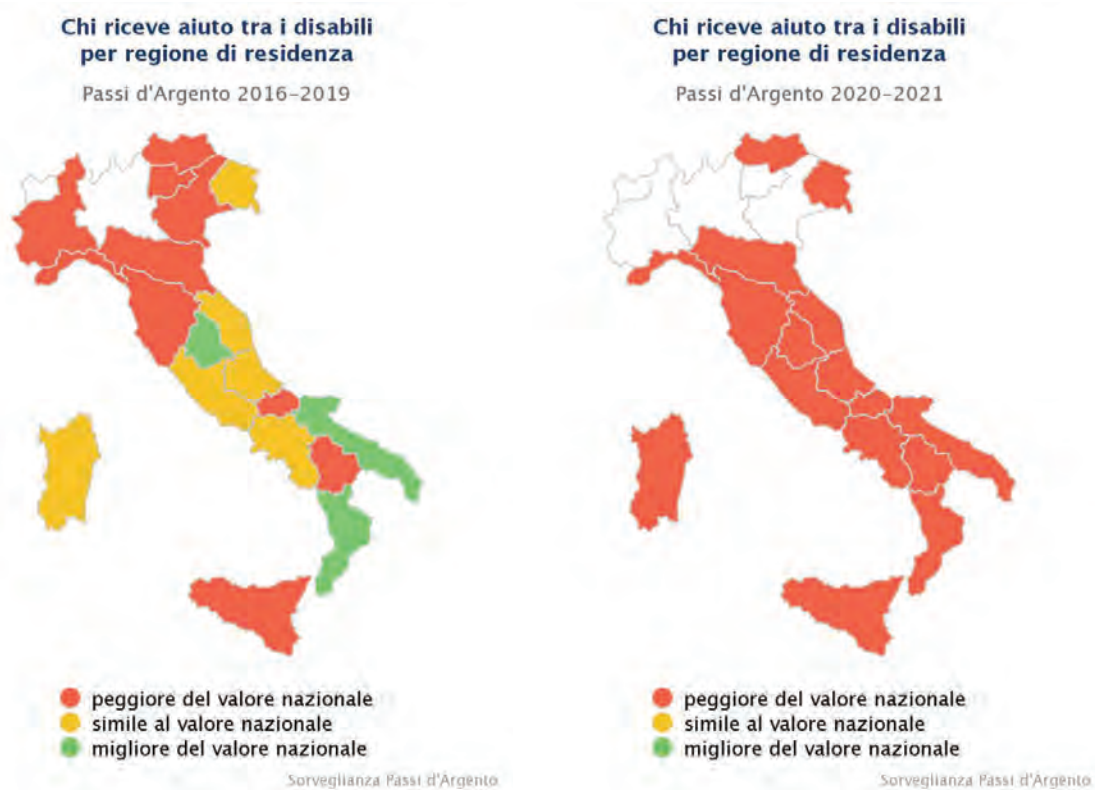 Chi riceve aiuto tra i disabili
per regione di residenza
Passi d'Argento 2016-2019
peggiore del valore nazionale
simile al valore nazionale
migliore del valore nazionale
Sorveglianza Passi d'Argento
Chi riceve aiuto tra i disabili
per regione di residenza
Passi d'Argento 2020-2021
peggiore del valore nazionale
simile al valore nazionale
migliore del valore nazionale
Sorveglianza Passi d'Argento